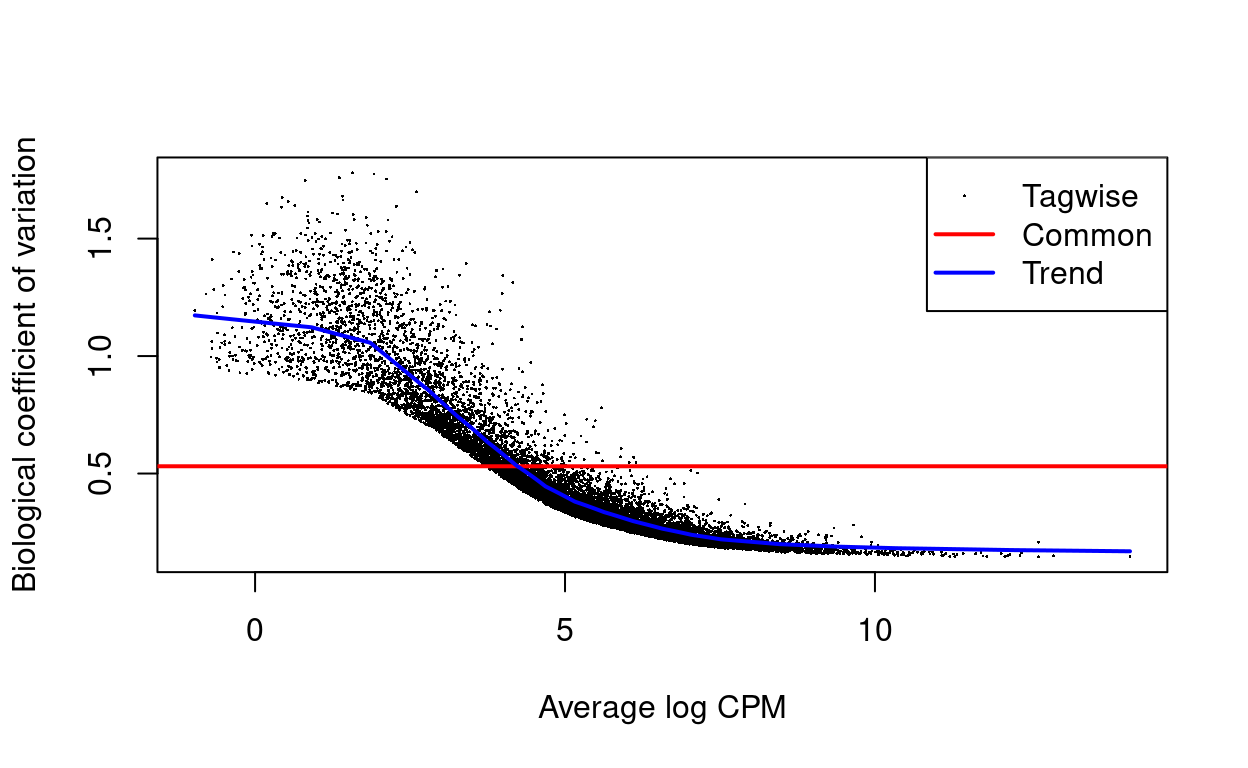 Biological coefficient of variation
1.5
1.0
0.5
Tagwise
Common
Trend
0
5
10
Average log CPM